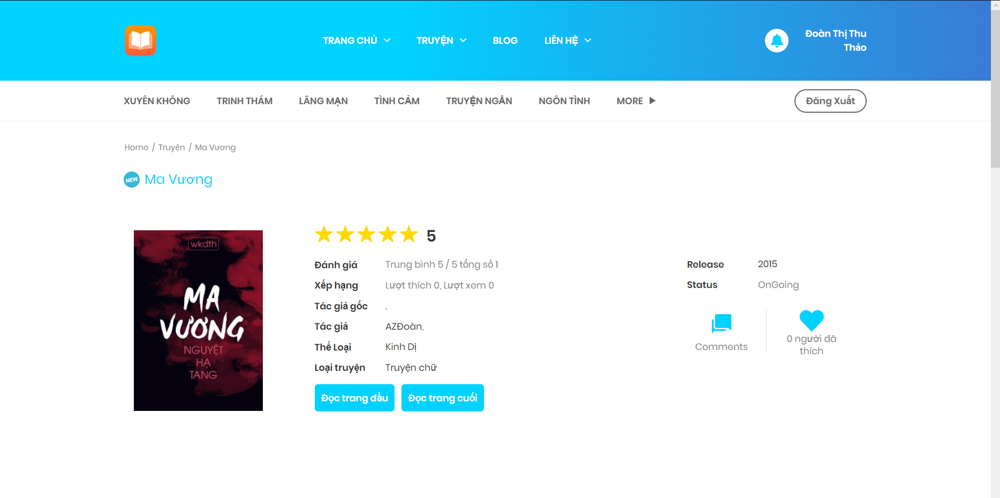 TRANG CHỦ
TRUYỆN
BLOG
LIÊN HỆ
Đoàn Thị Thu
Thảo
XUYÊN KHÔNG
TRINH THÁM
LÃNG MẠN
TÌNH CẢM
TRUYỆN NGẮN
NGÔN TÌNH
MORE
Đăng Xuất
Home / Truyện / Ma Vương
NEW
Ma Vương
wkdth
MA
VƯƠNG
NGUYỆT
HẠ
TANG
5
Đánh giá
Trung bình 5 / 5 tổng số 1
Xếp hạng
Lượt thích 0, Lượt xem 0
Tác giả gốc
,
Tác giả
AZĐoàn,
Thể Loại
Kinh Dị
Loại truyện
Truyện chữ
Đọc trang đầu
Đọc trang cuối
Release
2015
Status
OnGoing
Comments
0 người đã
thích